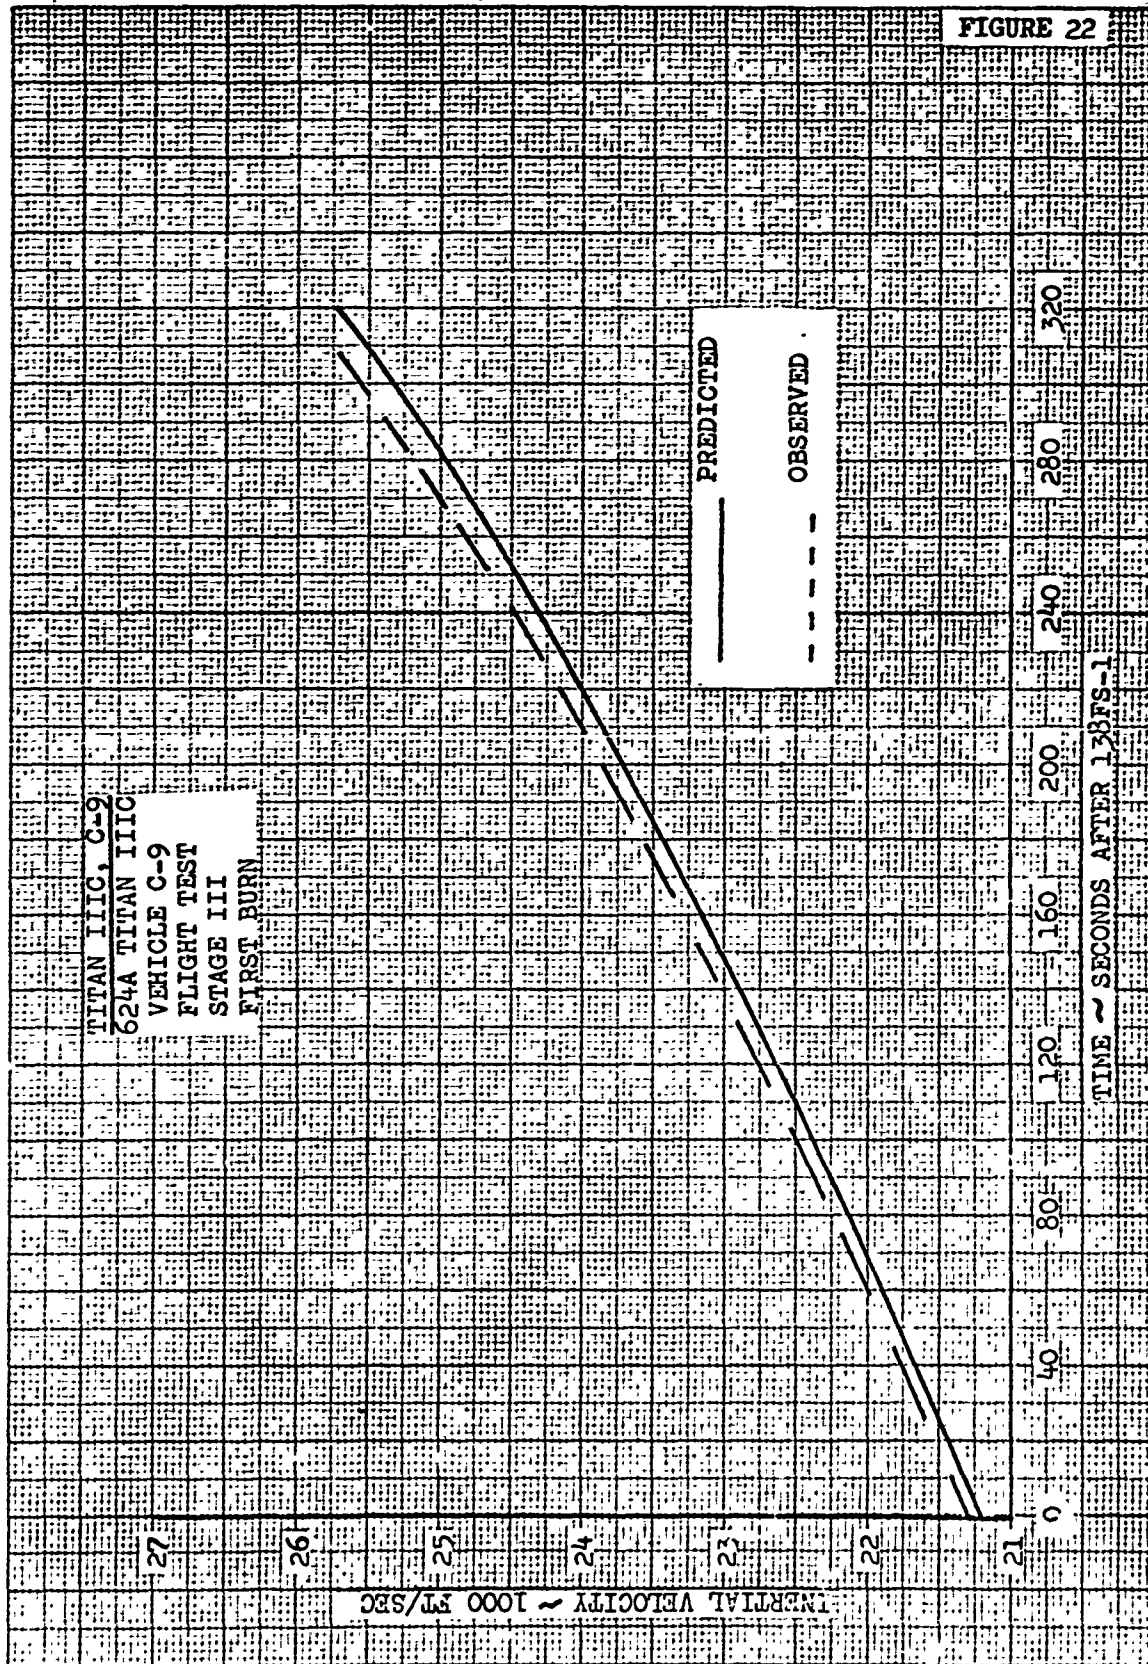 FIGURE 22
TITAN IIIC, C-9
624A TITAN IIIC
VEHICLE C-9
FLIGHT TEST
STAGE III
FIRST BURN
PREDICTED
OBSERVED
INERTIAL VELOCITY ~ 1000 FT/SEC
27
26
25
24
23
22
21
0
40
80
120
160
200
240
280
320
TIME ~ SECONDS AFTER 138FS-1